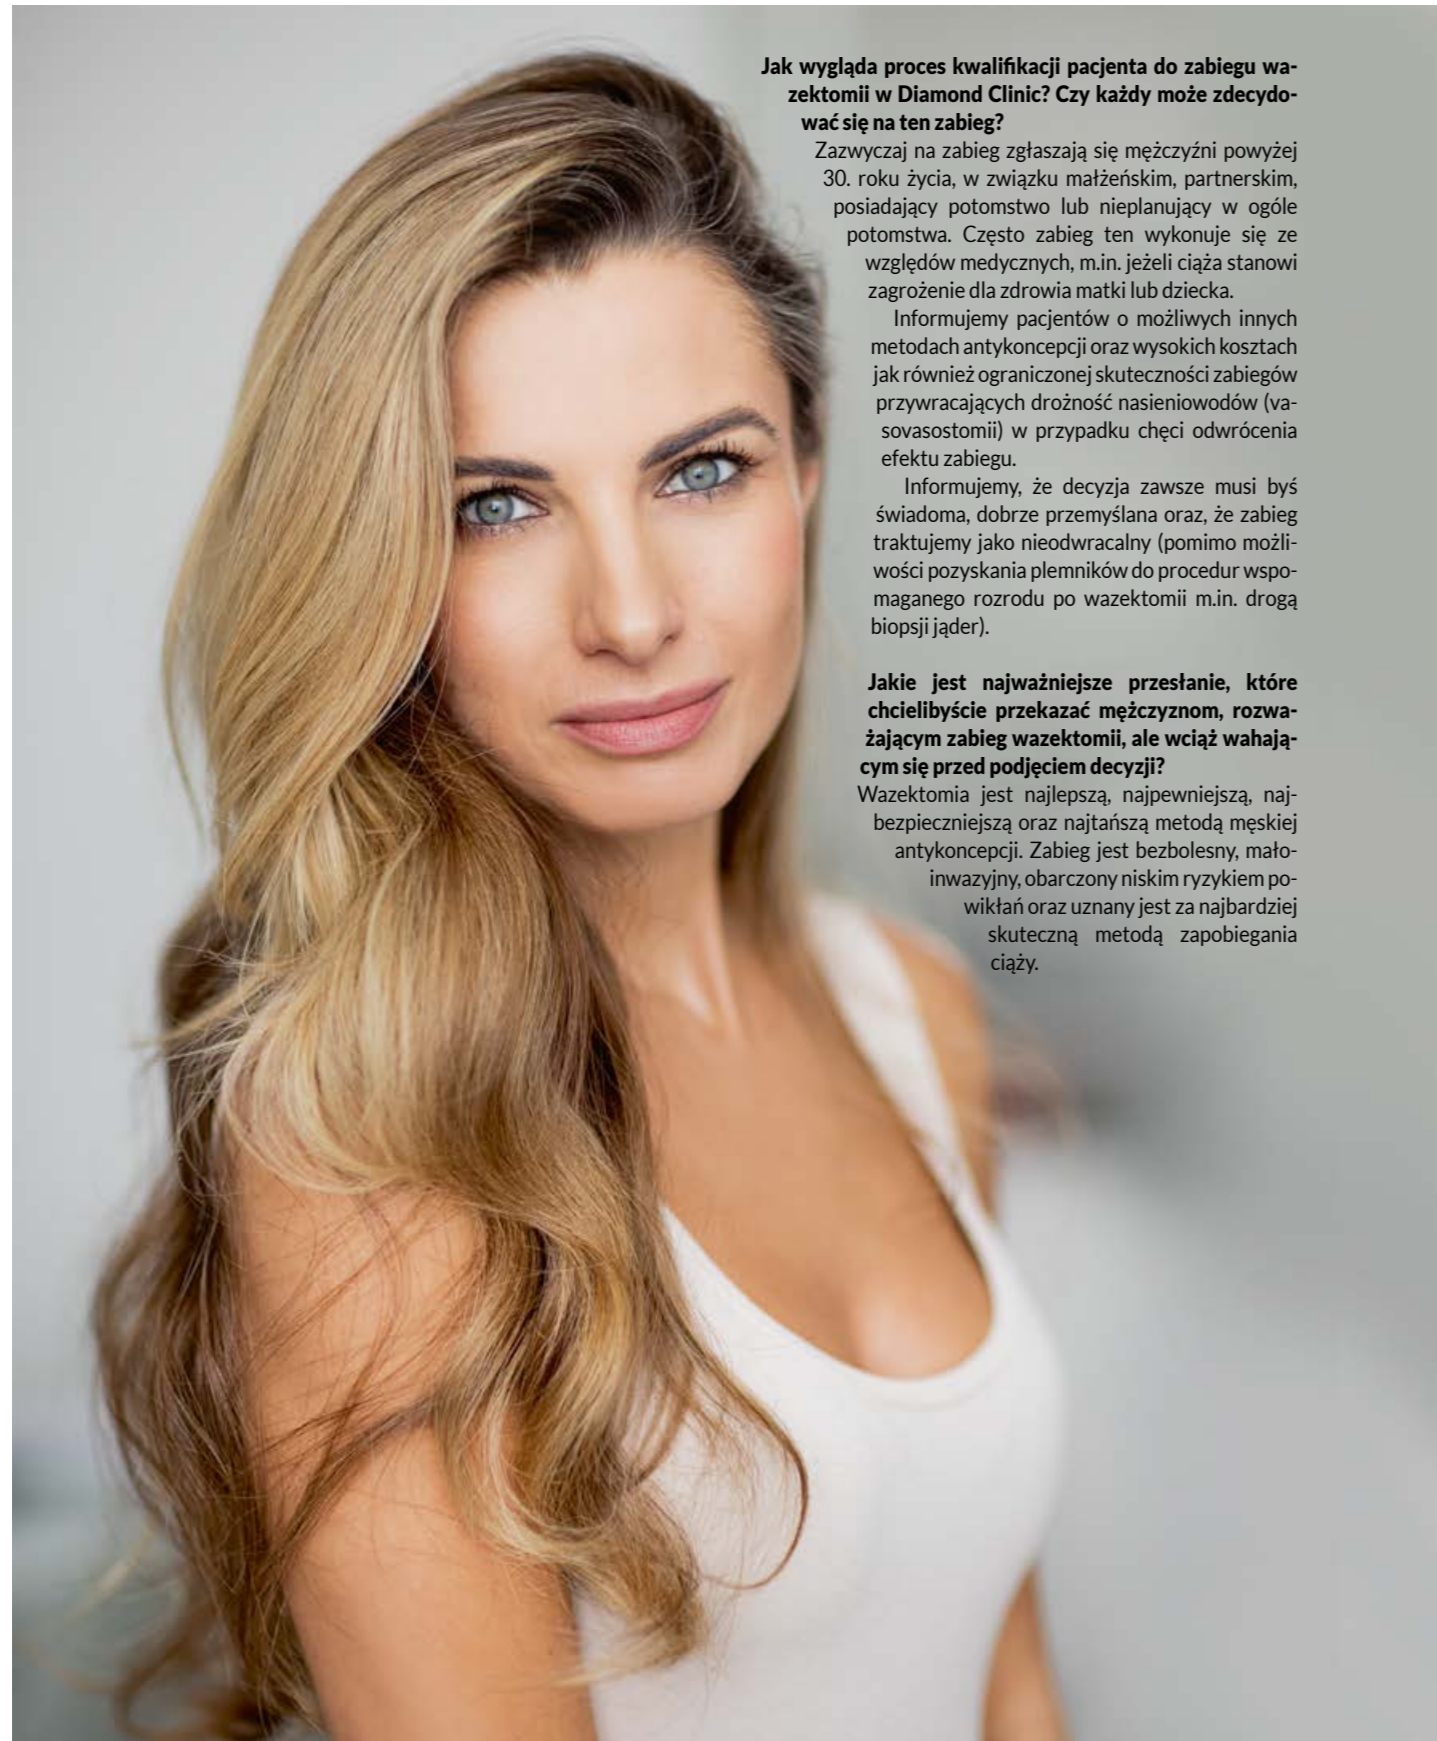 Jak wygląda proces kwalifikacji pacjenta do zabiegu wa-
zektomii w Diamond Clinic? Czy każdy może zdecydo-
wać się na ten zabieg?
Zazwyczaj na zabieg zgłaszają się mężczyźni powyżej
30. roku życia, w związku małżeńskim, partnerskim,
posiadający potomstwo lub nieplanujący w ogóle
potomstwa. Często zabieg ten wykonuje się ze
względów medycznych, m.in. jeżeli ciąża stanowi
zagrożenie dla zdrowia matki lub dziecka.
Informujemy pacjentów o możliwych innych
metodach antykoncepcji oraz wysokich kosztach
jak również ograniczonej skuteczności zabiegów
przywracających drożność nasieniowodów (va-
sovasostomii) w przypadku chęci odwrócenia
efektu zabiegu.
Informujemy, że decyzja zawsze musi byś
świadoma, dobrze przemyślana oraz, że zabieg
traktujemy jako nieodwracalny (pomimo możli-
wości pozyskania plemników do procedur wspo-
maganego rozrodu po wazektomii m.in. drogą
biopsji jąder).
Jakie jest najważniejsze przesłanie, które
chcielibyście przekazać mężczyznom, rozwa-
żającym zabieg wazektomii, ale wciąż wahają-
cym się przed podjęciem decyzji?
Wazektomia jest najlepszą, najpewniejszą, naj-
bezpieczniejszą oraz najtańszą metodą męskiej
antykoncepcji. Zabieg jest bezbolesny, mało-
inwazyjny, obarczony niskim ryzykiem po-
wikłań oraz uznany jest za najbardziej
skuteczną metodą zapobiegania
ciąży.